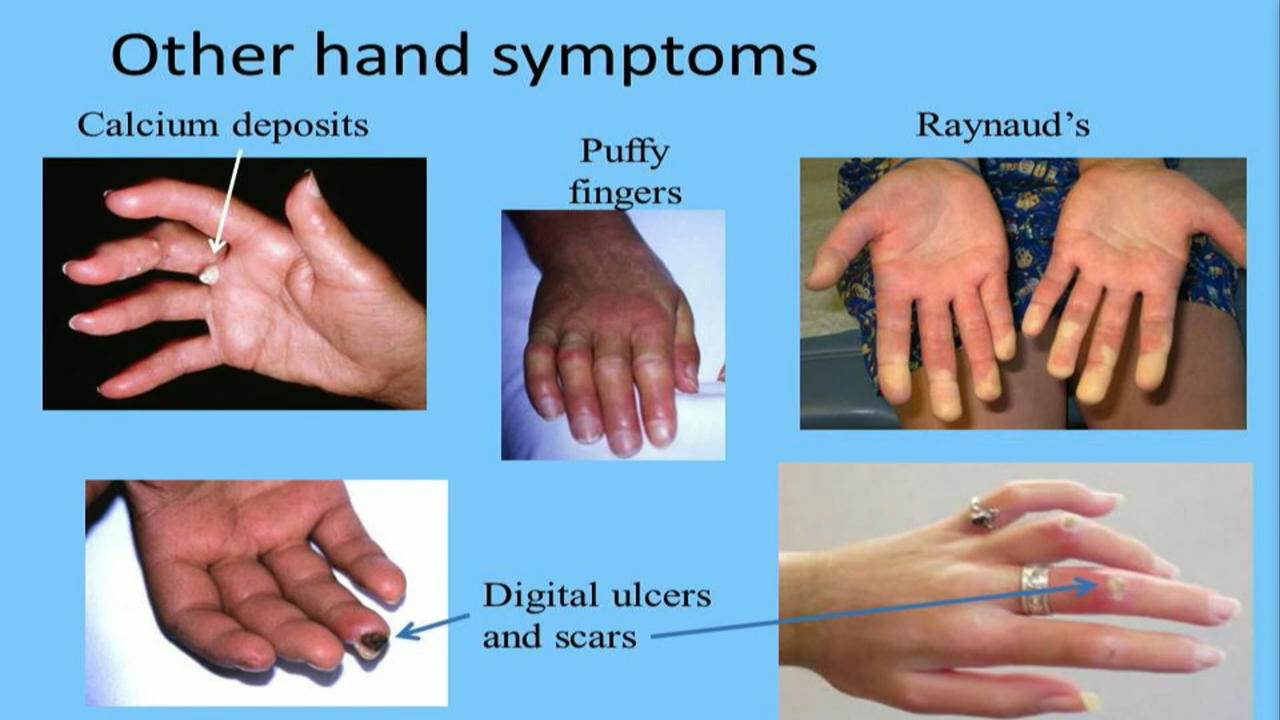 Other hand symptoms
Calcium deposits
Puffy
fingers
Raynaud’s
Digital ulcers
and scars